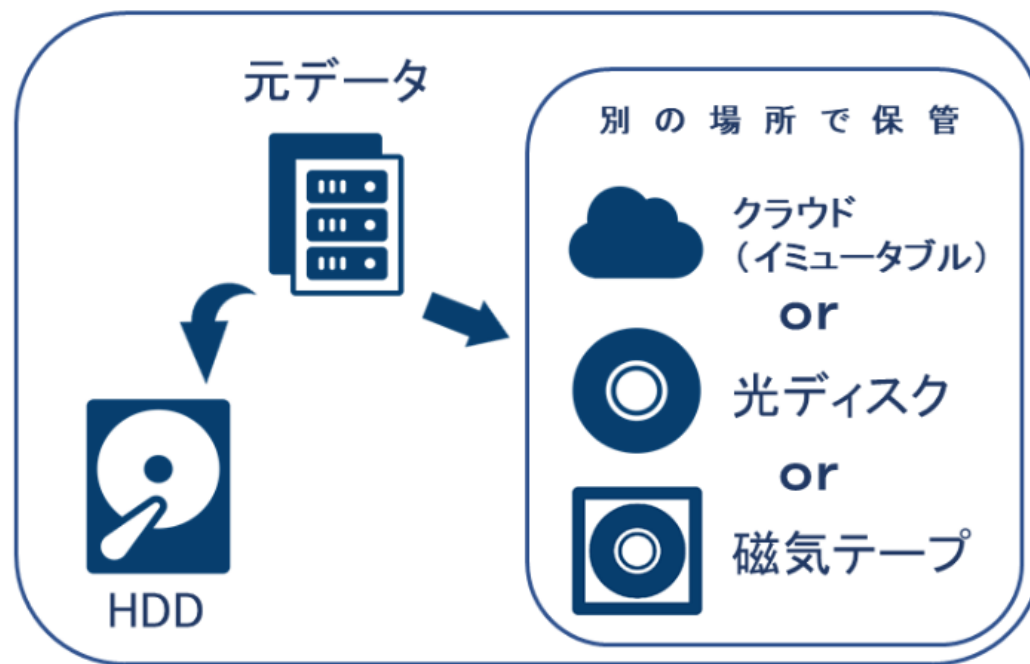 元データ
別の場所で保管
クラウド
（イミュータブル）
or
光ディスク
or
磁気テープ
HDD